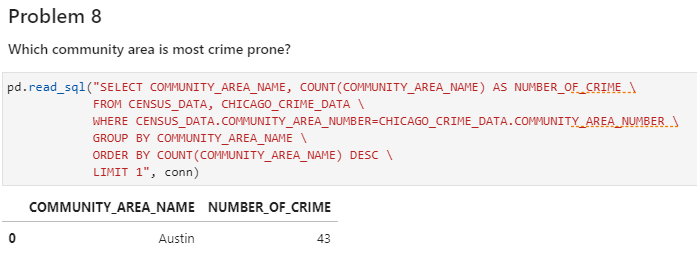 Problem 8
Which community area is most crime prone?
pd.read_sql("SELECT COMMUNITY_AREA_NAME, COUNT(COMMUNITY_AREA_NAME) AS NUMBER_OF_CRIME \
FROM CENSUS_DATA, CHICAGO_CRIME_DATA \
WHERE CENSUS_DATA.COMMUNITY_AREA_NUMBER=CHICAGO_CRIME_DATA.COMMUNITY_AREA_NUMBER \
GROUP BY COMMUNITY_AREA_NAME \
ORDER BY COUNT(COMMUNITY_AREA_NAME) DESC \
LIMIT 1", conn)
COMMUNITY_AREA_NAME NUMBER_OF_CRIME
0 Austin 43